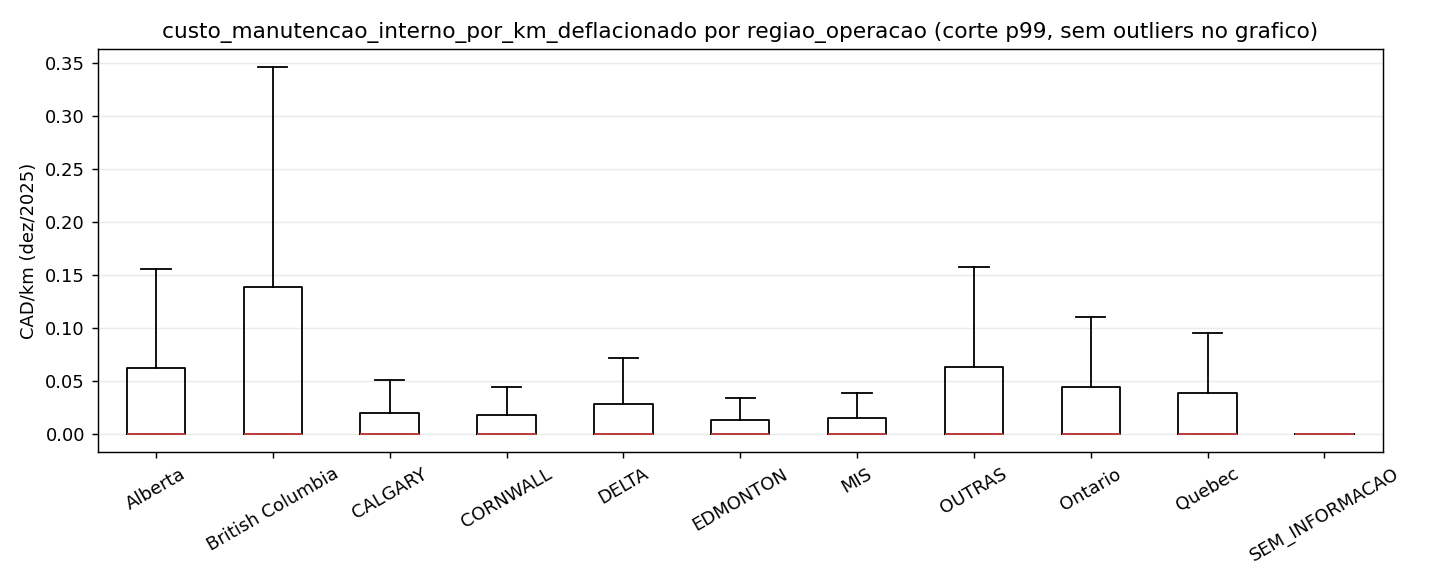 custo_manutencao_interno_por_km_deflacionado por regiao_operacao (corte p99, sem outliers no grafico)
CAD/km (dez/2025)
0.35
0.30
0.25
0.20
0.15
0.10
0.05
0.00
Alberta
British Columbia
CALGARY
CORNWALL
DELTA
EDMONTON
MIS
OUTRAS
Ontario
Quebec
SEM_INFORMACAO